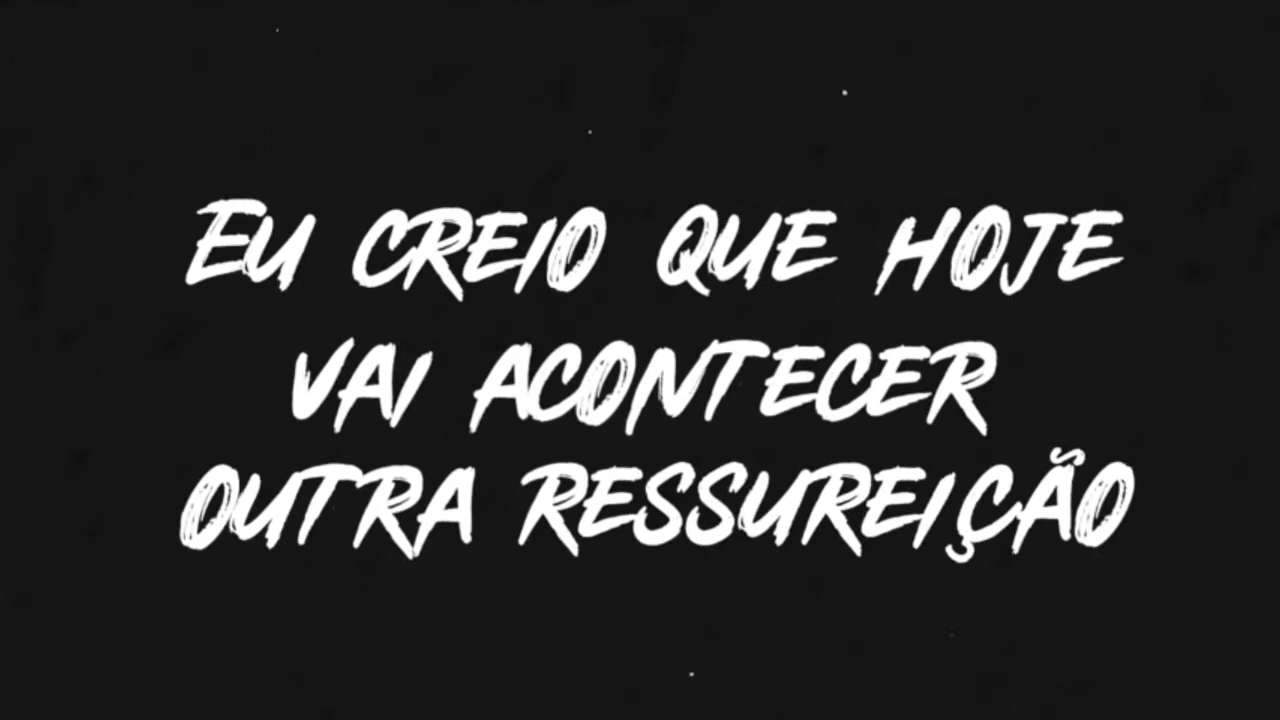 EU CREIO QUE HOJE
VAI ACONTECER
OUTRA RESSUREIÇÃO